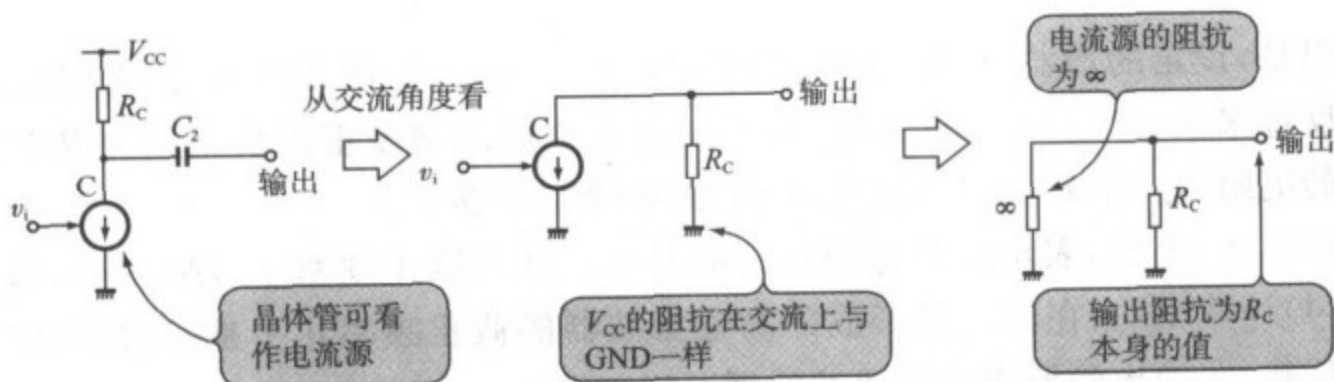 V_CC
R_C
C_2
输出
C
v_i
晶体管可看
作电流源
从交流角度看
C
v_i
R_C
输出
V_CC的阻抗在交流上与
GND一样
电流源的阻抗
为∞
∞
R_C
输出
输出阻抗为R_C
本身的值